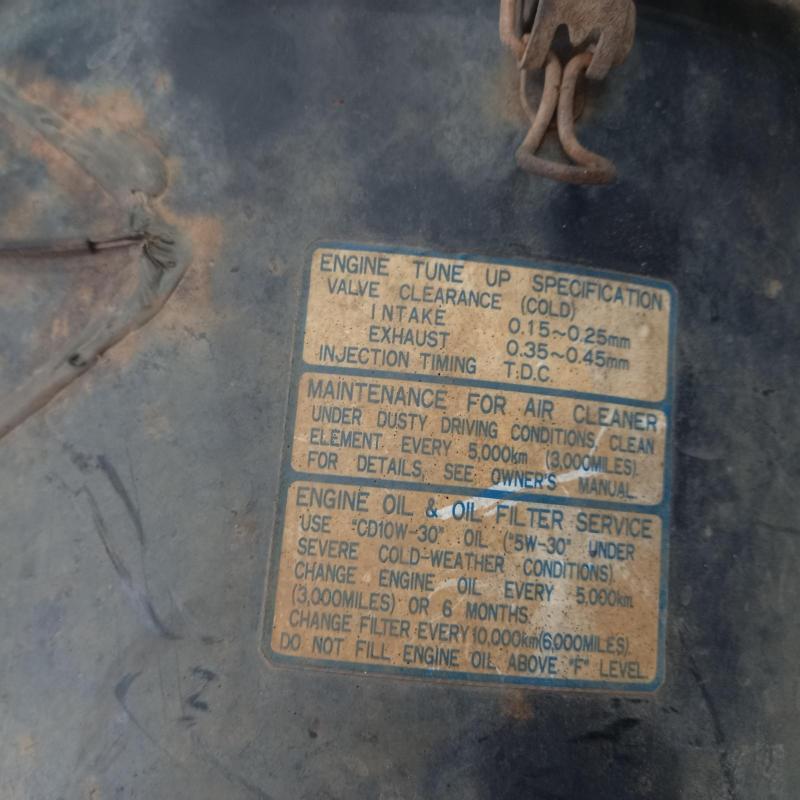 ENGINE TUNE UP SPECIFICATION
VALVE CLEARANCE (COLD)
INTAKE 0.15~0.25mm
EXHAUST 0.35~0.45mm
INJECTION TIMING T.D.C.
MAINTENANCE FOR AIR CLEANER
UNDER DUSTY DRIVING CONDITIONS, CLEAN
ELEMENT EVERY 5,000km (3,000MILES).
FOR DETAILS, SEE OWNER'S MANUAL.
ENGINE OIL & OIL FILTER SERVICE
USE "CD10W-30" OIL ("5W-30" UNDER
SEVERE COLD-WEATHER CONDITIONS)
CHANGE ENGINE OIL EVERY 5,000km
(3,000MILES) OR 6 MONTHS.
CHANGE FILTER EVERY 10,000km(6,000MILES).
DO NOT FILL ENGINE OIL ABOVE "F" LEVEL.